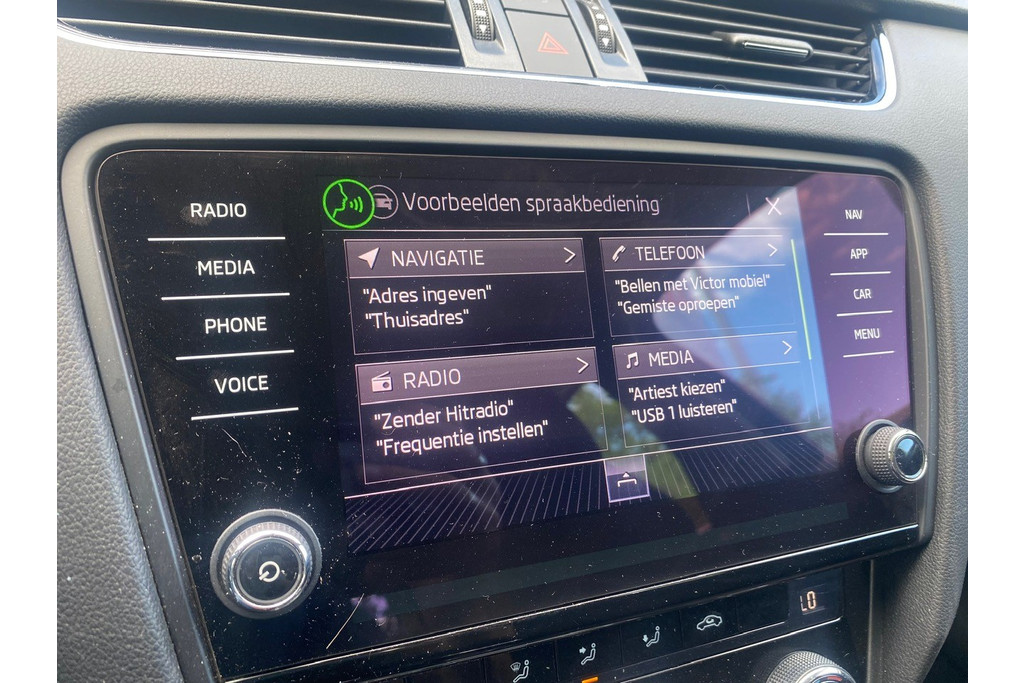 RADIO
MEDIA
PHONE
VOICE
Voorbeelden spraakbediening
NAVIGATIE
"Adres ingeven"
"Thuisadres"
TELEFOON
"Bellen met Victor mobiel"
"Gemiste oproepen"
RADIO
"Zender Hitradio"
"Frequentie instellen"
MEDIA
"Artiest kiezen"
"USB 1 luisteren"
NAV
APP
CAR
MENU
LO